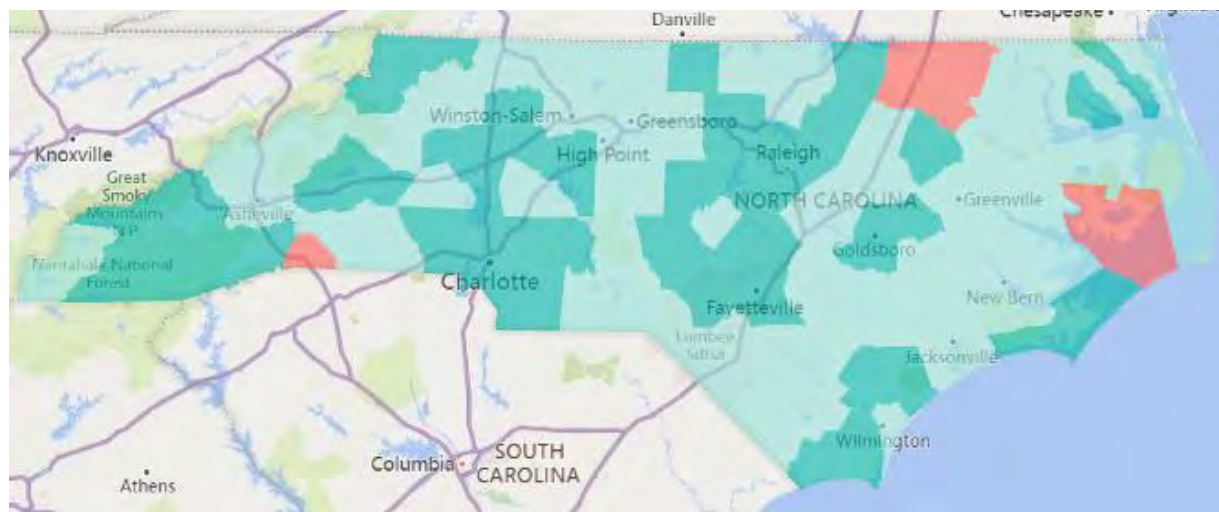 Danville
Chesapeake
Winston-Salem
Greensboro
Knoxville
High Point
Raleigh
Great
Smoky
Mountains
N.P.
Asheville
NORTH CAROLINA
Greenville
Goldsboro
Nantahala National
Forest
Charlotte
Fayetteville
New Bern
Lumbee
Jacksonville
Wilmington
SOUTH
CAROLINA
Columbia
Athens